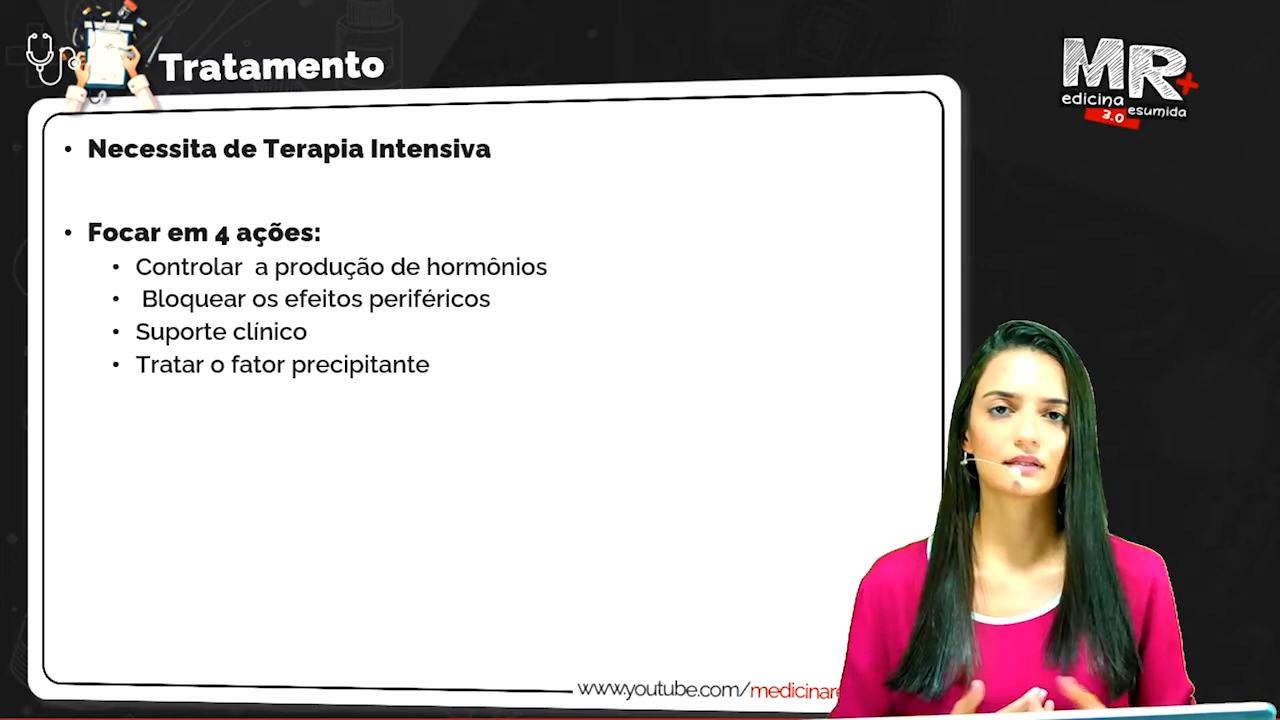 Tratamento
MR+
edicina esumida
3.0
• Necessita de Terapia Intensiva
• Focar em 4 ações:
• Controlar a produção de hormônios
• Bloquear os efeitos periféricos
• Suporte clínico
• Tratar o fator precipitante
www.youtube.com/medicinare